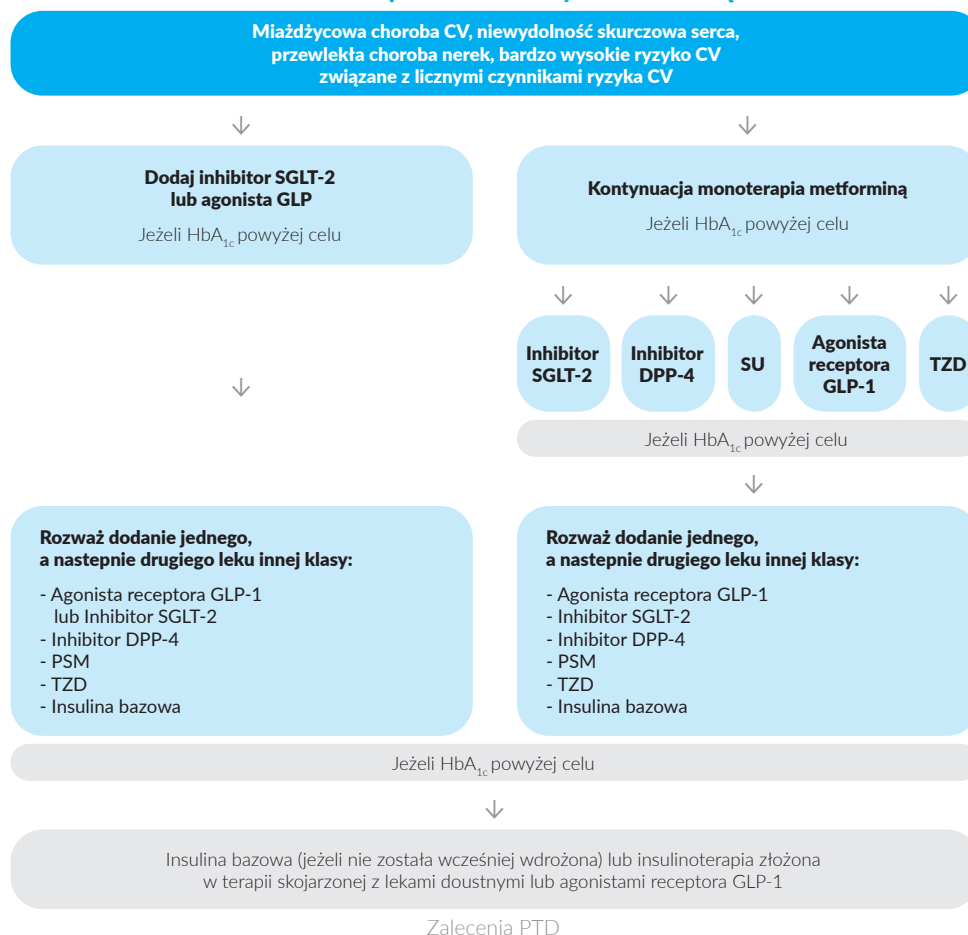 Miażdżycowa choroba CV, niewydolność skurczowa serca,
przewlekła choroba nerek, bardzo wysokie ryzyko CV
związane z licznymi czynnikami ryzyka CV
Dodaj inhibitor SGLT-2
lub agonista GLP
Jeżeli HbA1c powyżej celu
Kontynuacja monoterapia metforminą
Jeżeli HbA1c powyżej celu
Inhibitor
SGLT-2
Inhibitor
DPP-4
SU
Agonista
receptora
GLP-1
TZD
Jeżeli HbA1c powyżej celu
Rozważ dodanie jednego,
a nastepnie drugiego leku innej klasy:
- Agonista receptora GLP-1
lub Inhibitor SGLT-2
- Inhibitor DPP-4
- PSM
- TZD
- Insulina bazowa
Rozważ dodanie jednego,
a nastepnie drugiego leku innej klasy:
- Agonista receptora GLP-1
- Inhibitor SGLT-2
- Inhibitor DPP-4
- PSM
- TZD
- Insulina bazowa
Jeżeli HbA1c powyżej celu
Insulina bazowa (jeżeli nie została wcześniej wdrożona) lub insulinoterapia złożona
w terapii skojarzonej z lekami doustnymi lub agonistami receptora GLP-1
Zalecenia PTD